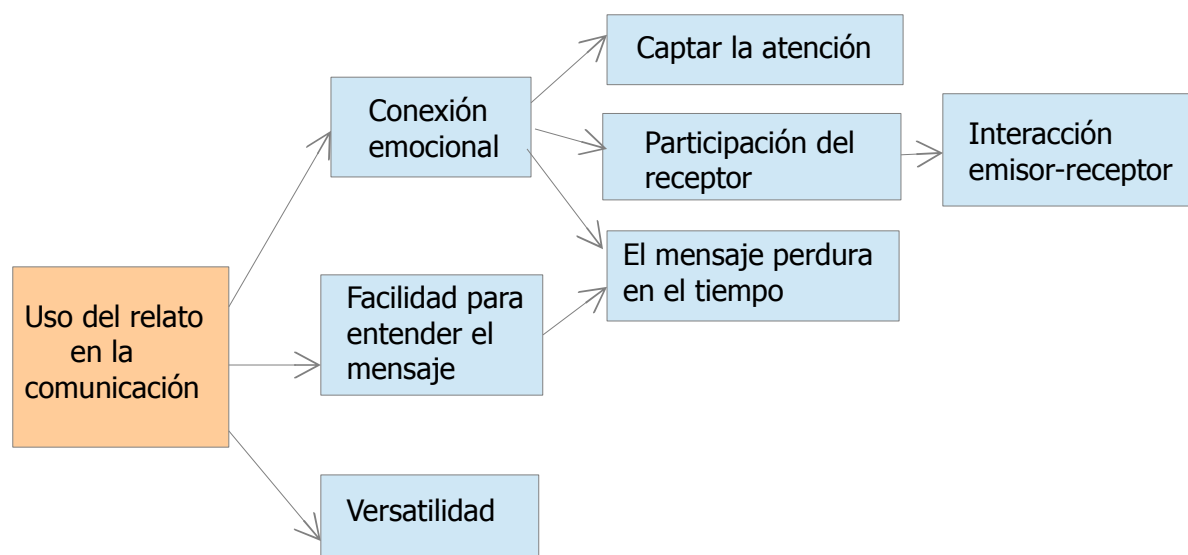 Captar la atención
Conexión
emocional
Participación del
receptor
Interacción
emisor-receptor
El mensaje perdura
en el tiempo
Uso del relato
en la
comunicación
Facilidad para
entender el
mensaje
Versatilidad